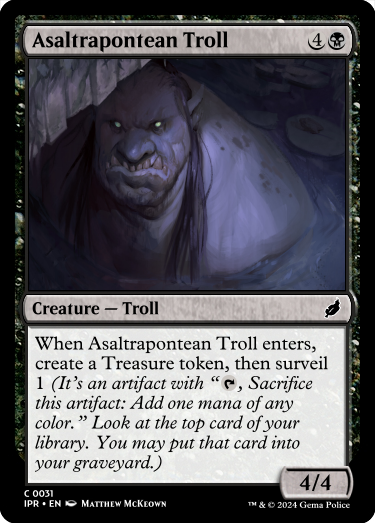 Asaltrapontean Troll 4
Creature — Troll
When Asaltrapontean Troll enters,
create a Treasure token, then surveil
1 (It's an artifact with “, Sacrifice
this artifact: Add one mana of any
color.” Look at the top card of your
library. You may put that card into
your graveyard.)
4/4
C 0031
IPR • EN Matthew McKeown
™ & © 2024 Gema Police